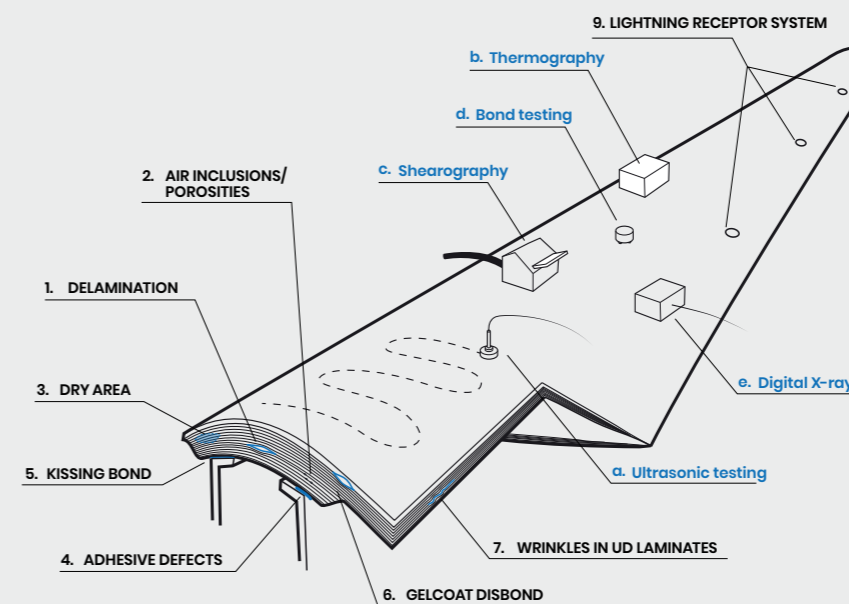 9. LIGHTNING RECEPTOR SYSTEM
b. Thermography
d. Bond testing
c. Shearography
2. AIR INCLUSIONS/
POROSITIES
1. DELAMINATION
3. DRY AREA
e. Digital X-ray
5. KISSING BOND
a. Ultrasonic testing
7. WRINKLES IN UD LAMINATES
4. ADHESIVE DEFECTS
6. GELCOAT DISBOND